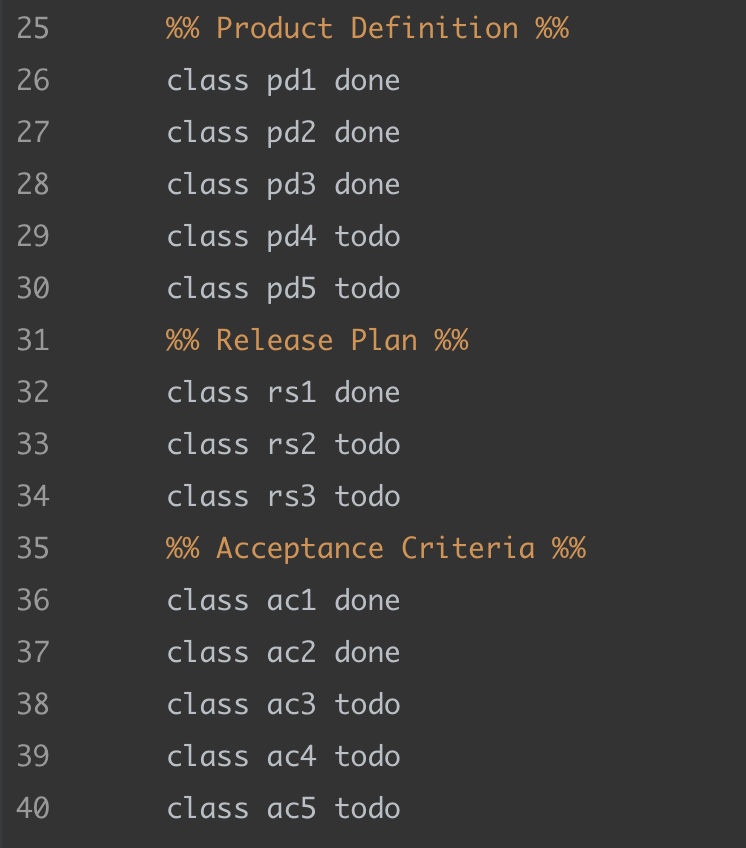 25 %% Product Definition %%
26 class pd1 done
27 class pd2 done
28 class pd3 done
29 class pd4 todo
30 class pd5 todo
31 %% Release Plan %%
32 class rs1 done
33 class rs2 todo
34 class rs3 todo
35 %% Acceptance Criteria %%
36 class ac1 done
37 class ac2 done
38 class ac3 todo
39 class ac4 todo
40 class ac5 todo